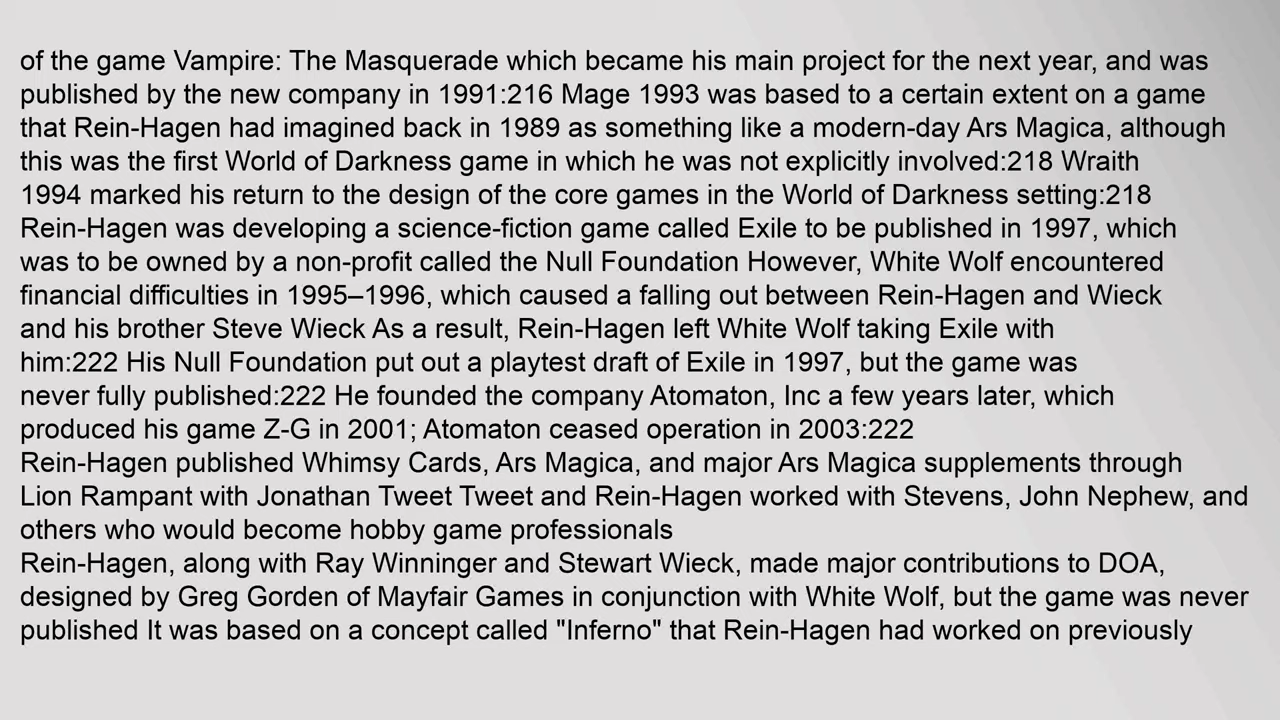 of the game Vampire: The Masquerade which became his main project for the next year, and was
published by the new company in 1991:216 Mage 1993 was based to a certain extent on a game
that Rein-Hagen had imagined back in 1989 as something like a modern-day Ars Magica, although
this was the first World of Darkness game in which he was not explicitly involved:218 Wraith
1994 marked his return to the design of the core games in the World of Darkness setting:218
Rein-Hagen was developing a science-fiction game called Exile to be published in 1997, which
was to be owned by a non-profit called the Null Foundation However, White Wolf encountered
financial difficulties in 1995–1996, which caused a falling out between Rein-Hagen and Wieck
and his brother Steve Wieck As a result, Rein-Hagen left White Wolf taking Exile with
him:222 His Null Foundation put out a playtest draft of Exile in 1997, but the game was
never fully published:222 He founded the company Atomaton, Inc a few years later, which
produced his game Z-G in 2001; Atomaton ceased operation in 2003:222
Rein-Hagen published Whimsy Cards, Ars Magica, and major Ars Magica supplements through
Lion Rampant with Jonathan Tweet Tweet and Rein-Hagen worked with Stevens, John Nephew, and
others who would become hobby game professionals
Rein-Hagen, along with Ray Winninger and Stewart Wieck, made major contributions to DOA,
designed by Greg Gorden of Mayfair Games in conjunction with White Wolf, but the game was never
published It was based on a concept called "Inferno" that Rein-Hagen had worked on previously